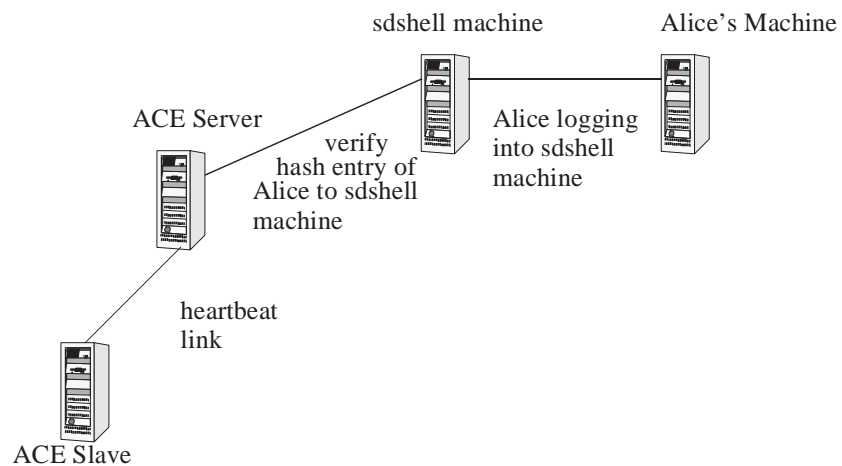 sdshell machine
Alice's Machine
ACE Server
Alice logging
into sdshell
machine
verify
hash entry of
Alice to sdshell
machine
heartbeat
link
ACE Slave